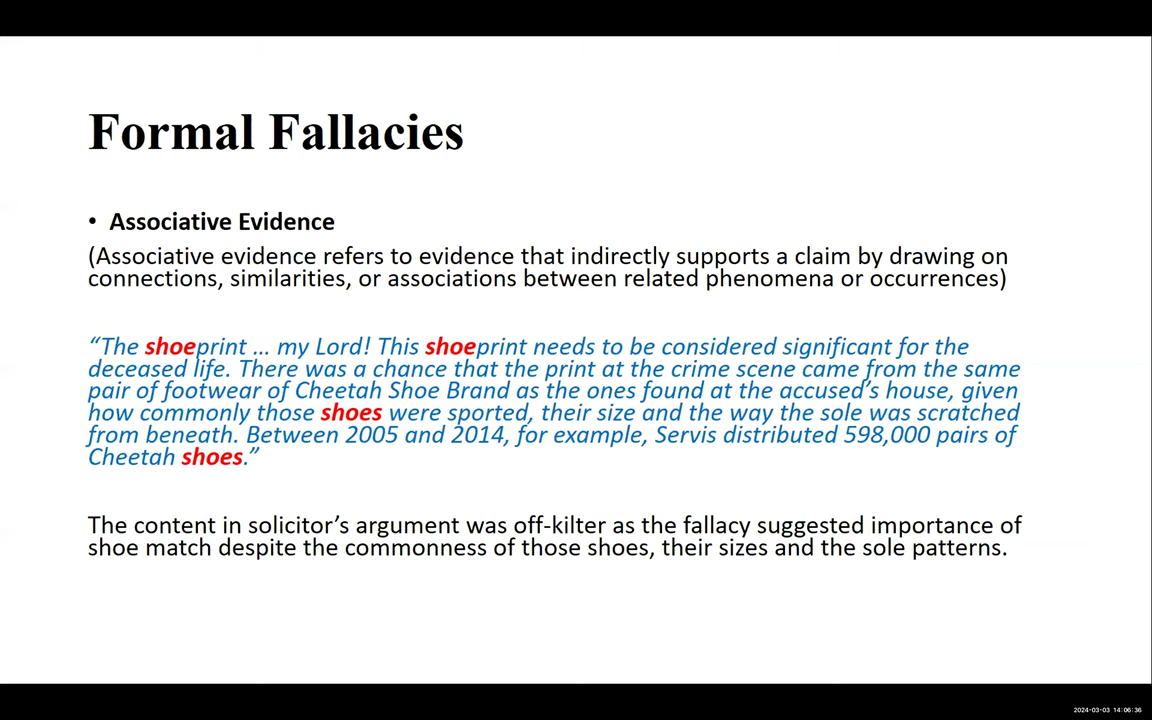 Formal Fallacies
• Associative Evidence
(Associative evidence refers to evidence that indirectly supports a claim by drawing on
connections, similarities, or associations between related phenomena or occurrences)
“The shoeprint ... my Lord! This shoeprint needs to be considered significant for the
deceased life. There was a chance that the print at the crime scene came from the same
pair of footwear of Cheetah Shoe Brand as the ones found at the accused’s house, given
how commonly those shoes were sported, their size and the way the sole was scratched
from beneath. Between 2005 and 2014, for example, Servis distributed 598,000 pairs of
Cheetah shoes.”
The content in solicitor’s argument was off-kilter as the fallacy suggested importance of
shoe match despite the commonness of those shoes, their sizes and the sole patterns.
2024-03-03 14:06:36